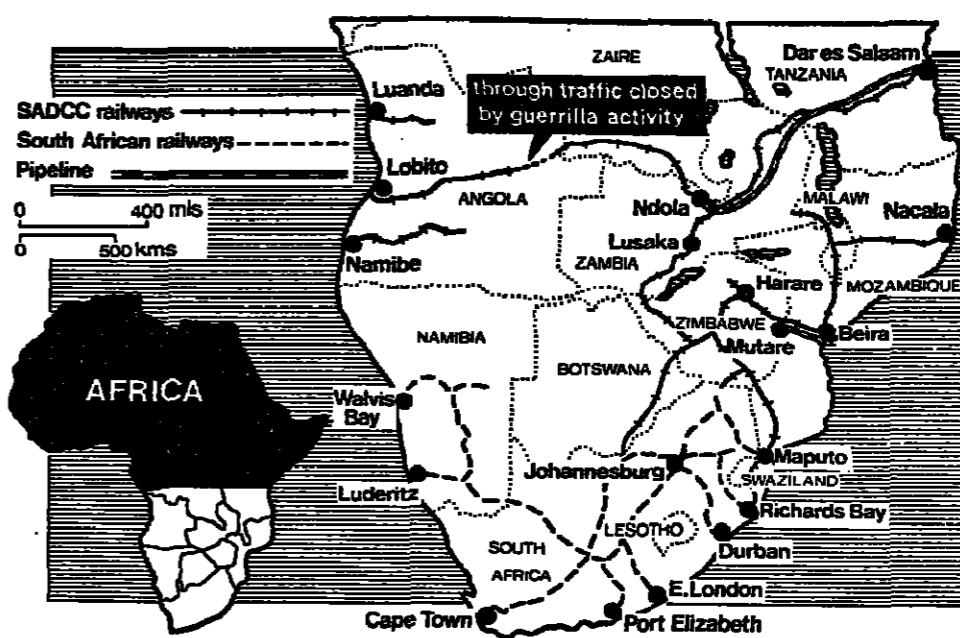 ZAIRE
Dar es Salaam
TANZANIA
through traffic closed
by guerrilla activity
Luanda
SADCC railways
South African railways
Pipeline
Lobito
ANGOLA
Ndola
MALAWI
Nacala
0 400 mls
0 500 kms
Namibe
Lusaka
ZAMBIA
Harare
MOZAMBIQUE
ZIMBABWE
Mutare
Beira
NAMIBIA
BOTSWANA
AFRICA
Walvis
Bay
Johannesburg
Maputo
SWAZILAND
Luderitz
Richards Bay
LESOTHO
Durban
SOUTH
AFRICA
E.London
Cape Town
Port Elizabeth